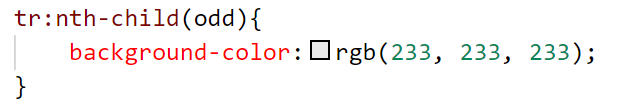 tr:nth-child(odd){
    background-color: rgb(233, 233, 233);
}